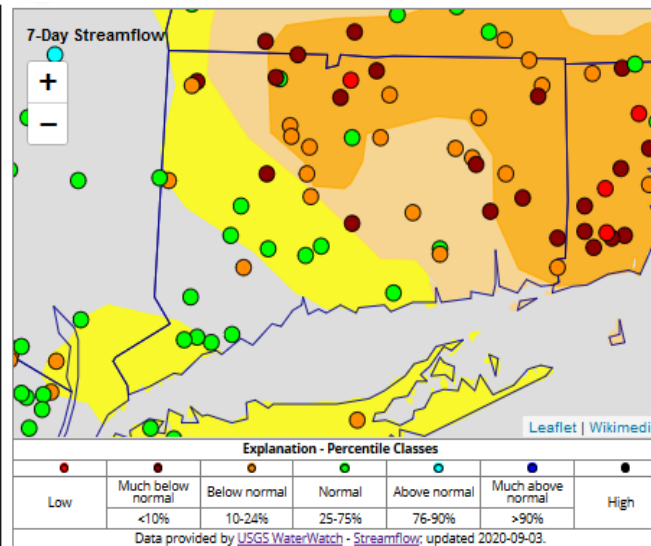 7-Day Streamflow
+
−
Leaflet | Wikimedi
Explanation - Percentile Classes
Low
Much below normal
Below normal
Normal
Above normal
Much above normal
High
<10%
10-24%
25-75%
76-90%
>90%
Data provided by USGS WaterWatch - Streamflow; updated 2020-09-03.